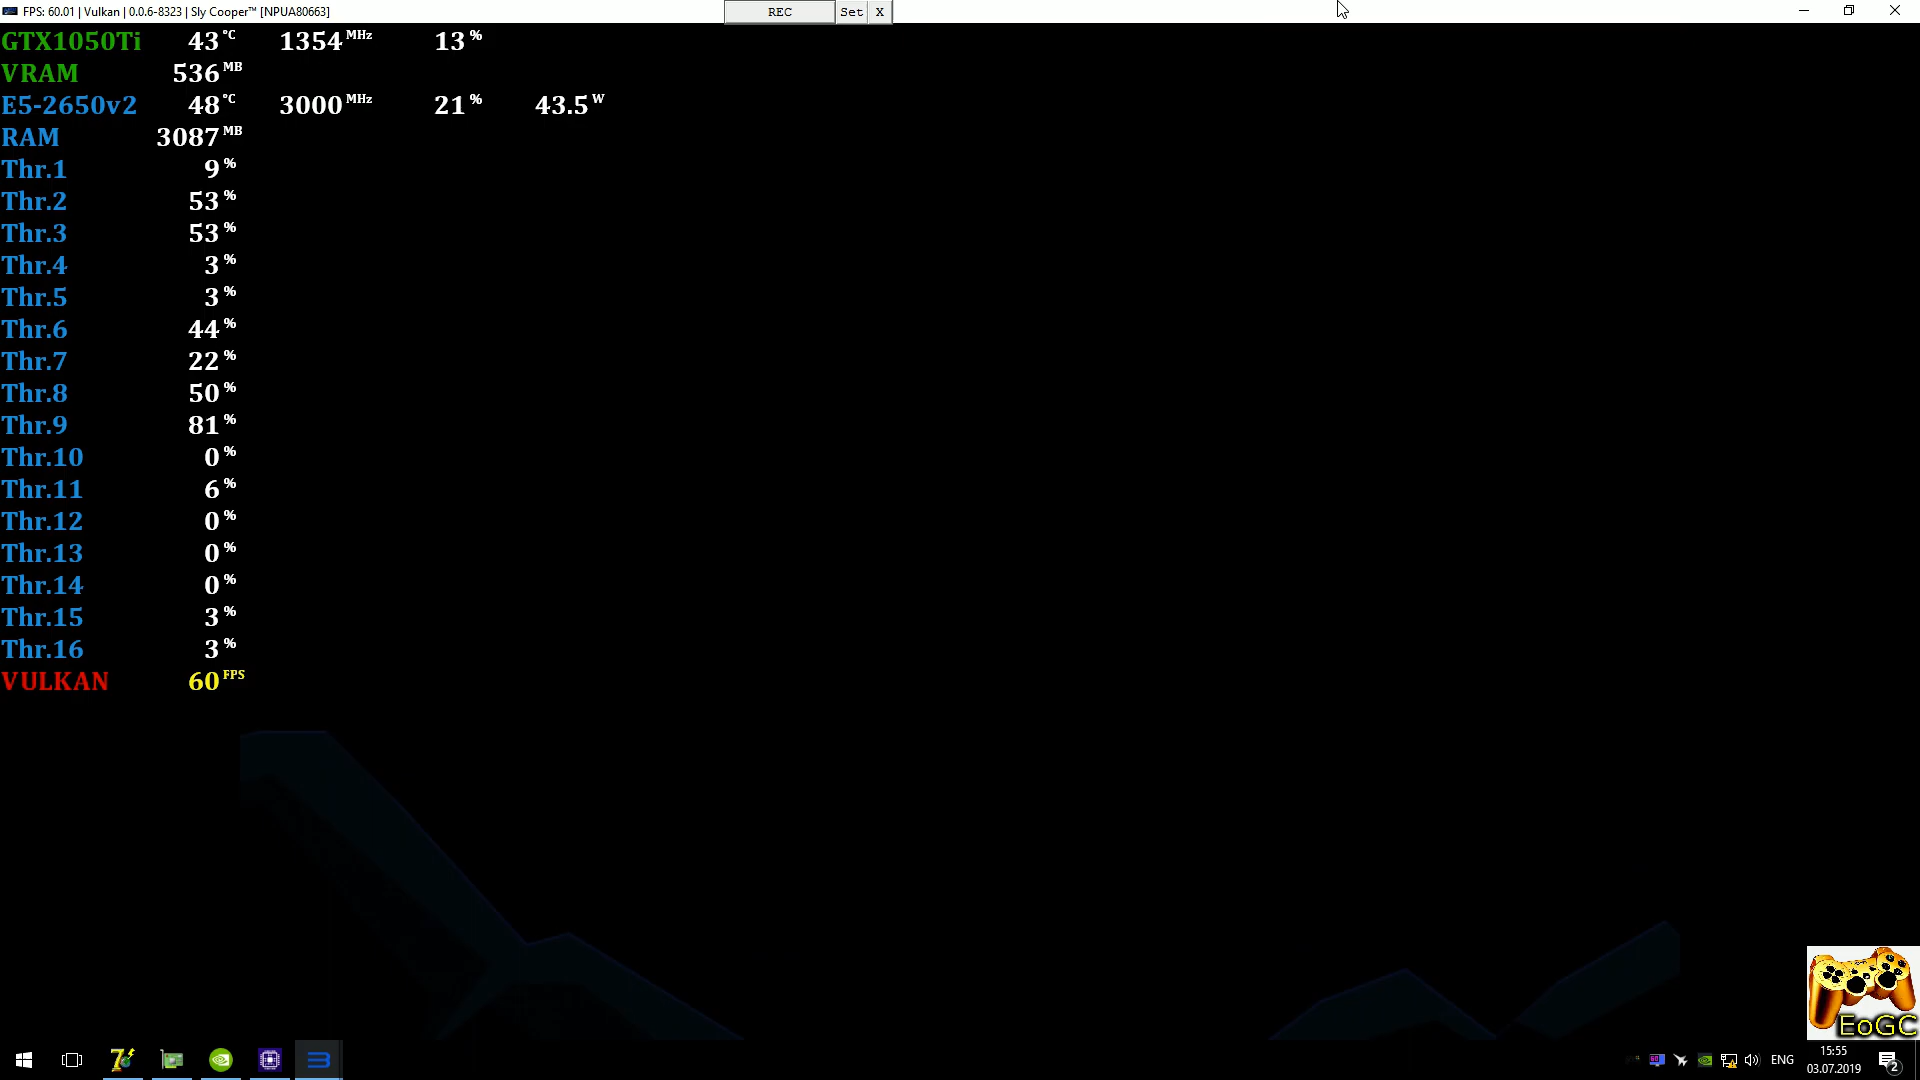 FPS: 60.01 | Vulkan | 0.0.6-8323 | Sly Cooper™ [NPUA80663]
REC Set X
GTX1050Ti 43 °C 1354 MHz 13 %
VRAM 536 MB
E5-2650v2 48 °C 3000 MHz 21 % 43.5 W
RAM 3087 MB
Thr.1 9 %
Thr.2 53 %
Thr.3 53 %
Thr.4 3 %
Thr.5 3 %
Thr.6 44 %
Thr.7 22 %
Thr.8 50 %
Thr.9 81 %
Thr.10 0 %
Thr.11 6 %
Thr.12 0 %
Thr.13 0 %
Thr.14 0 %
Thr.15 3 %
Thr.16 3 %
VULKAN 60 FPS
EoGC
ENG
15:55
03.07.2019
2